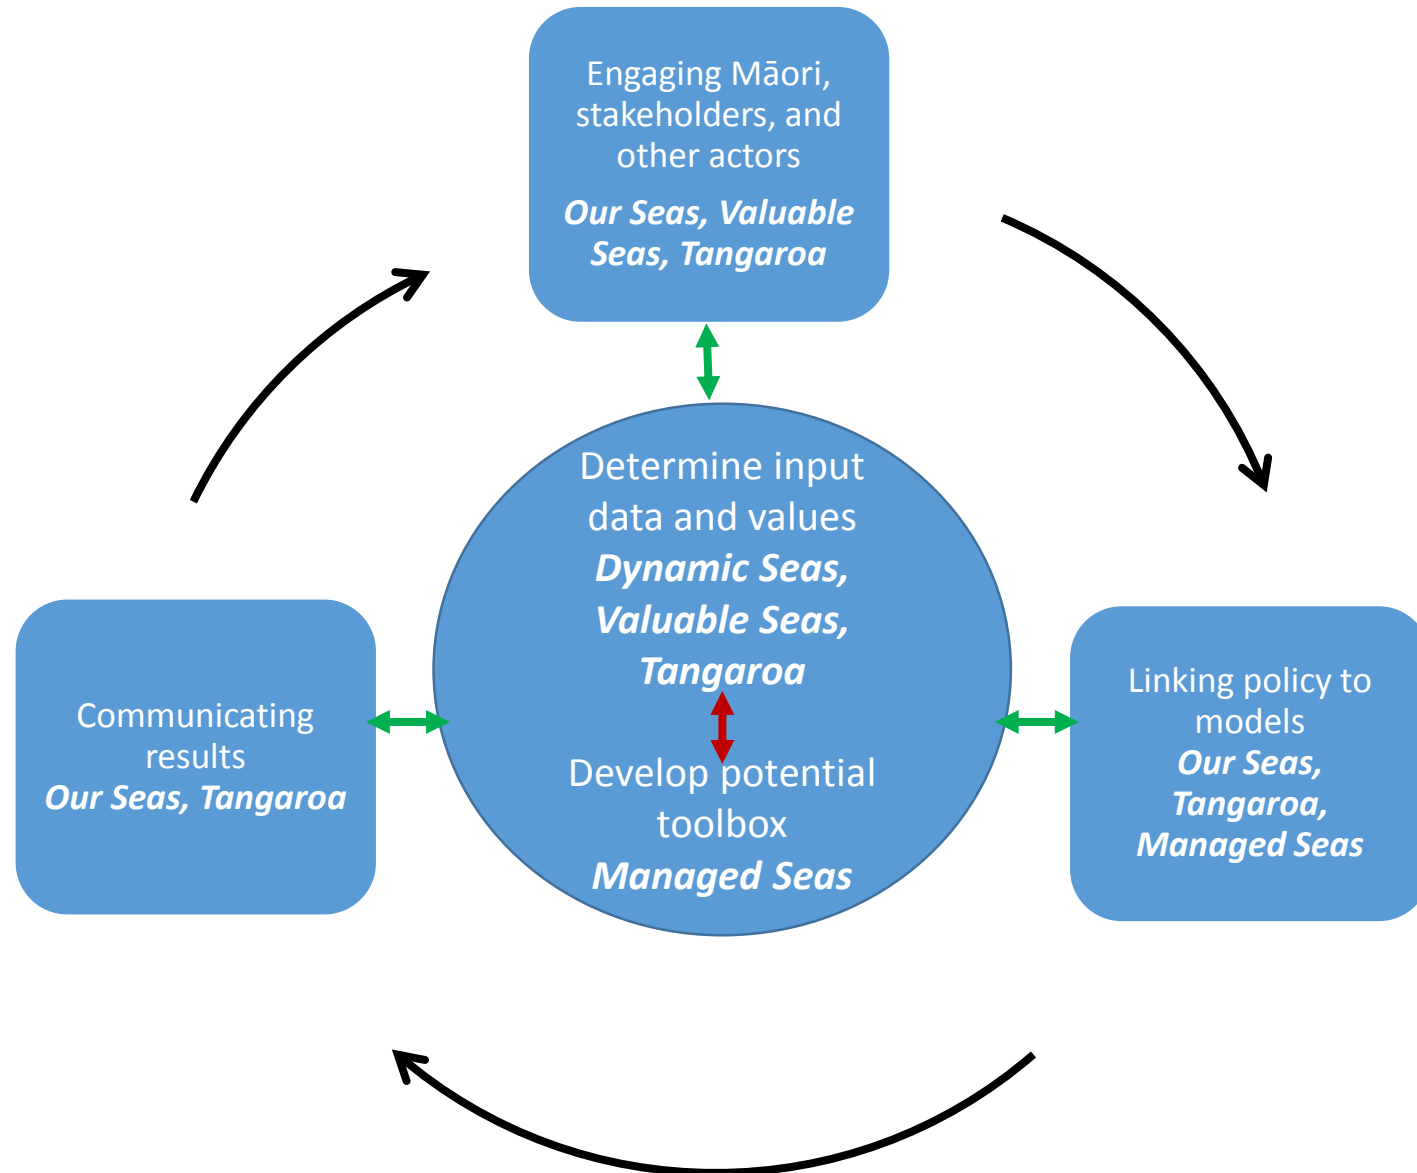 Engaging Māori,
stakeholders, and
other actors
Our Seas, Valuable
Seas, Tangaroa
Determine input
data and values
Dynamic Seas,
Valuable Seas,
Tangaroa
Develop potential
toolbox
Managed Seas
Communicating
results
Our Seas, Tangaroa
Linking policy to
models
Our Seas,
Tangaroa,
Managed Seas